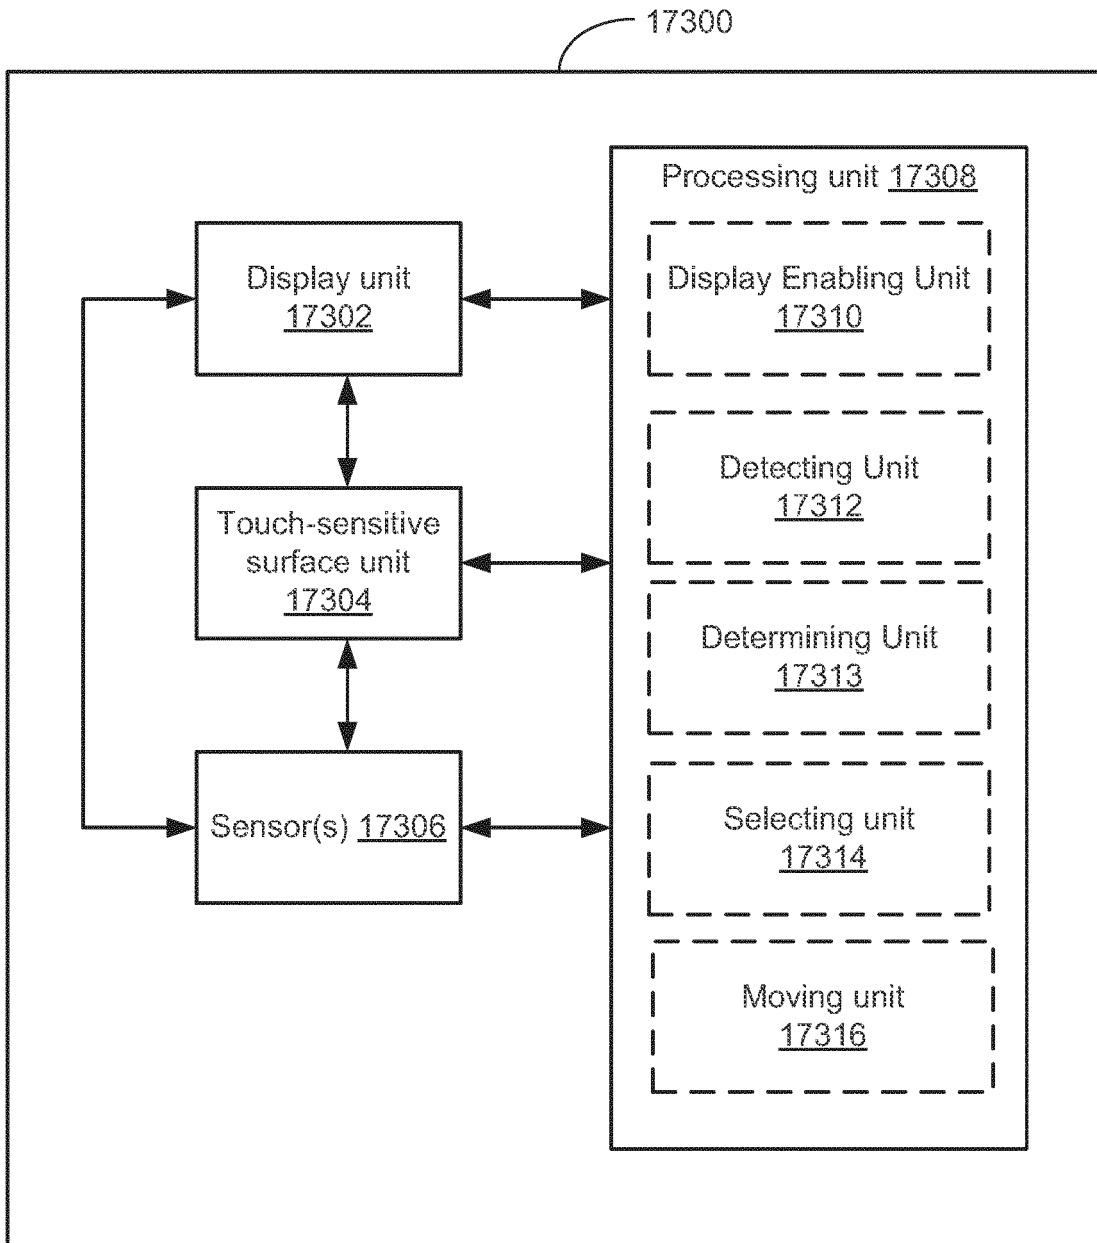 17300
Processing unit 17308
Display unit
17302
Display Enabling Unit
17310
Detecting Unit
17312
Touch-sensitive
surface unit
17304
Determining Unit
17313
Sensor(s) 17306
Selecting unit
17314
Moving unit
17316